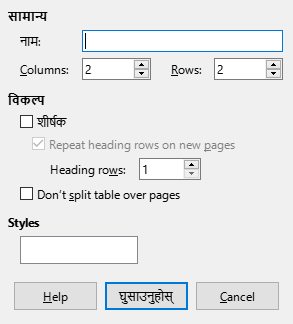 सामान्य
नाम:
Columns: 2 Rows: 2
विकल्प
शीर्षक
Repeat heading rows on new pages
Heading rows: 1
Don't split table over pages
Styles
Help घुसाउनुहोस् Cancel